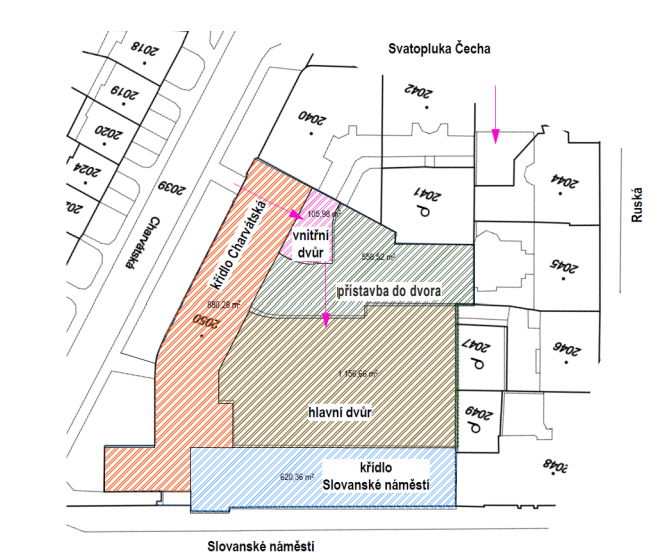 Svatopluka Čecha
2018
2019
2020
2024
2039
2040
2042
2041
2044
2045
2046
2047
2049
2048
2050
Ruská
Charvátská
křídlo Charvátská
880,28 m²
105,98 m²
vnitřní
dvůr
558,52 m²
přístavba do dvora
1 156,66 m²
hlavní dvůr
křídlo
Slovanské náměstí
620,36 m²
Slovanské náměstí